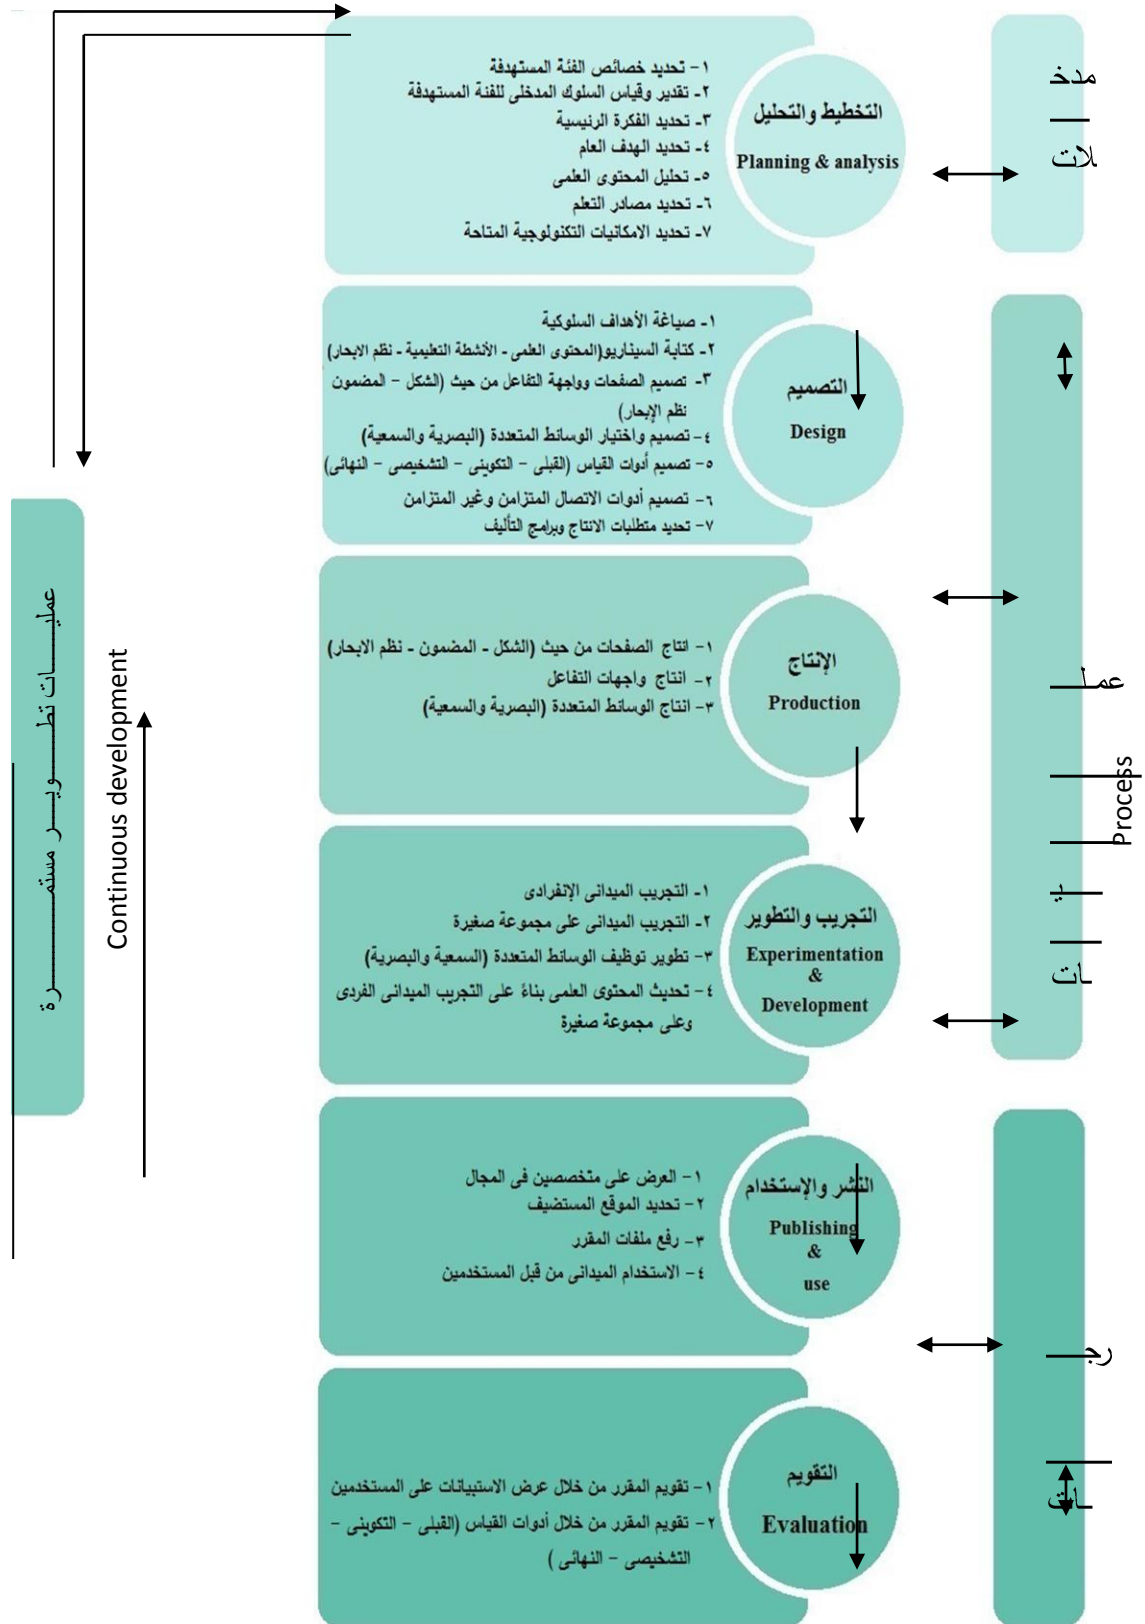 مدخـ
ـلات
التخطيط والتحليل
Planning & analysis
١- تحديد خصائص الفئة المستهدفة
٢- تقدير وقياس السلوك المدخلى للفئة المستهدفة
٣- تحديد الفكرة الرئيسية
٤- تحديد الهدف العام
٥- تحليل المحتوى العلمى
٦- تحديد مصادر التعلم
٧- تحديد الامكانيات التكنولوجية المتاحة
التصميم
Design
١- صياغة الأهداف السلوكية
٢- كتابة السيناريو(المحتوى العلمى - الأنشطة التعليمية - نظم الابحار)
٣- تصميم الصفحات وواجهة التفاعل من حيث (الشكل – المضمون
نظم الإبحار)
٤- تصميم واختيار الوسائط المتعددة (البصرية والسمعية)
٥- تصميم أدوات القياس (القبلى – التكوينى – التشخيصى – النهائى)
٦- تصميم أدوات الاتصال المتزامن وغير المتزامن
٧- تحديد متطلبات الانتاج وبرامج التأليف
عملـ
ـيـ
ـات
Process
الإنتاج
Production
١- انتاج الصفحات من حيث (الشكل - المضمون - نظم الابحار)
٢- انتاج واجهات التفاعل
٣- انتاج الوسائط المتعددة (البصرية والسمعية)
التجريب والتطوير
Experimentation
&
Development
١- التجريب الميدانى الإنفرادى
٢- التجريب الميدانى على مجموعة صغيرة
٣- تطوير توظيف الوسائط المتعددة (السمعية والبصرية)
٤- تحديث المحتوى العلمى بناءً على التجريب الميدانى الفردى
وعلى مجموعة صغيرة
النشر والإستخدام
Publishing
&
use
١- العرض على متخصصين فى المجال
٢- تحديد الموقع المستضيف
٣- رفع ملفات المقرر
٤- الاستخدام الميدانى من قبل المستخدمين
رجـ
ـات
التقويم
Evaluation
١- تقويم المقرر من خلال عرض الاستبيانات على المستخدمين
٢- تقويم المقرر من خلال أدوات القياس (القبلى – التكوينى –
التشخيصى – النهائى )
عمليـــات تطـــويـــر مستمـــرة
Continuous development